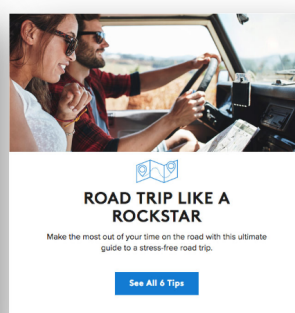 ROAD TRIP LIKE A
ROCKSTAR
Make the most out of your time on the road with this ultimate
guide to a stress-free road trip.
See All 6 Tips